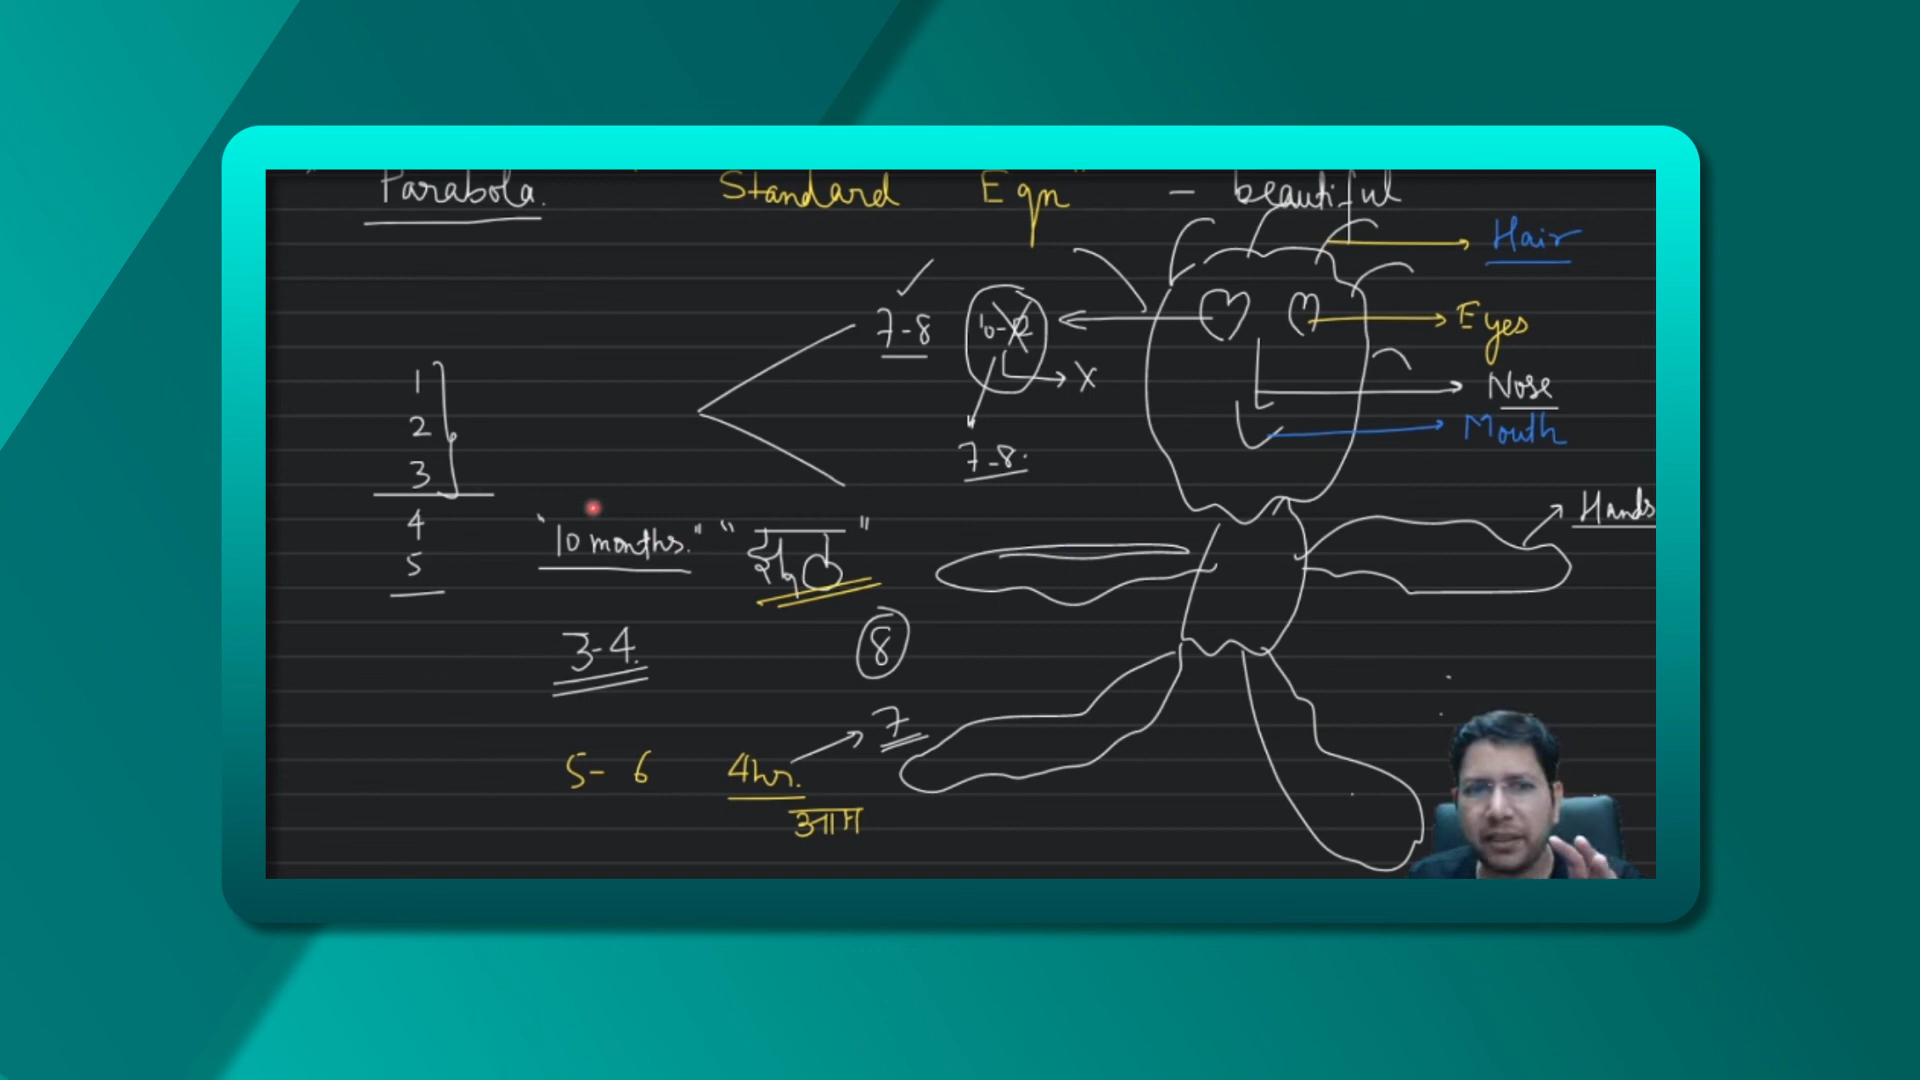 Parabola. Standard Eqn" - beautiful
Hair
7-8
Eyes
X
1
Nose
2
Mouth
7-8.
3
Hands
4
"10 months." " "
5
8
3-4.
7
5- 6 4hr.
आम